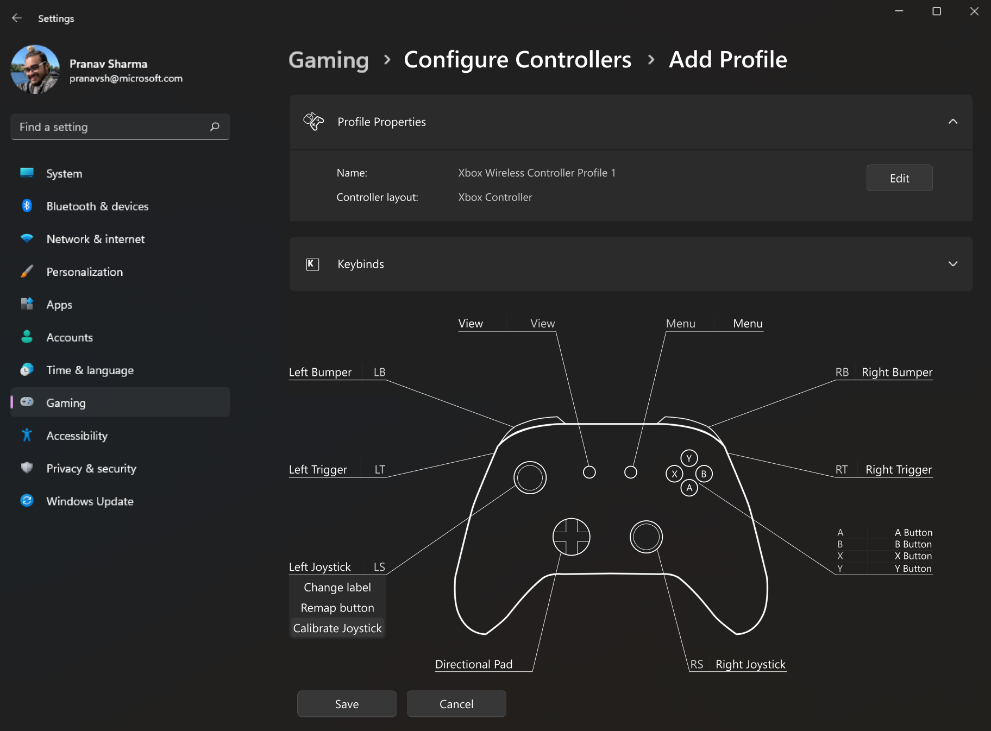 Settings
Pranav Sharma
pranavsh@microsoft.com
Find a setting
System
Bluetooth & devices
Network & internet
Personalization
Apps
Accounts
Time & language
Gaming
Accessibility
Privacy & security
Windows Update
Gaming > Configure Controllers > Add Profile
Profile Properties
Name: Xbox Wireless Controller Profile 1
Controller layout: Xbox Controller
Edit
K
Keybinds
View View
Menu Menu
Left Bumper LB
RB Right Bumper
Left Trigger LT
RT Right Trigger
Y
X B
A
A A Button
B B Button
X X Button
Y Y Button
Left Joystick LS
Change label
Remap button
Calibrate Joystick
Directional Pad
RS Right Joystick
Save
Cancel